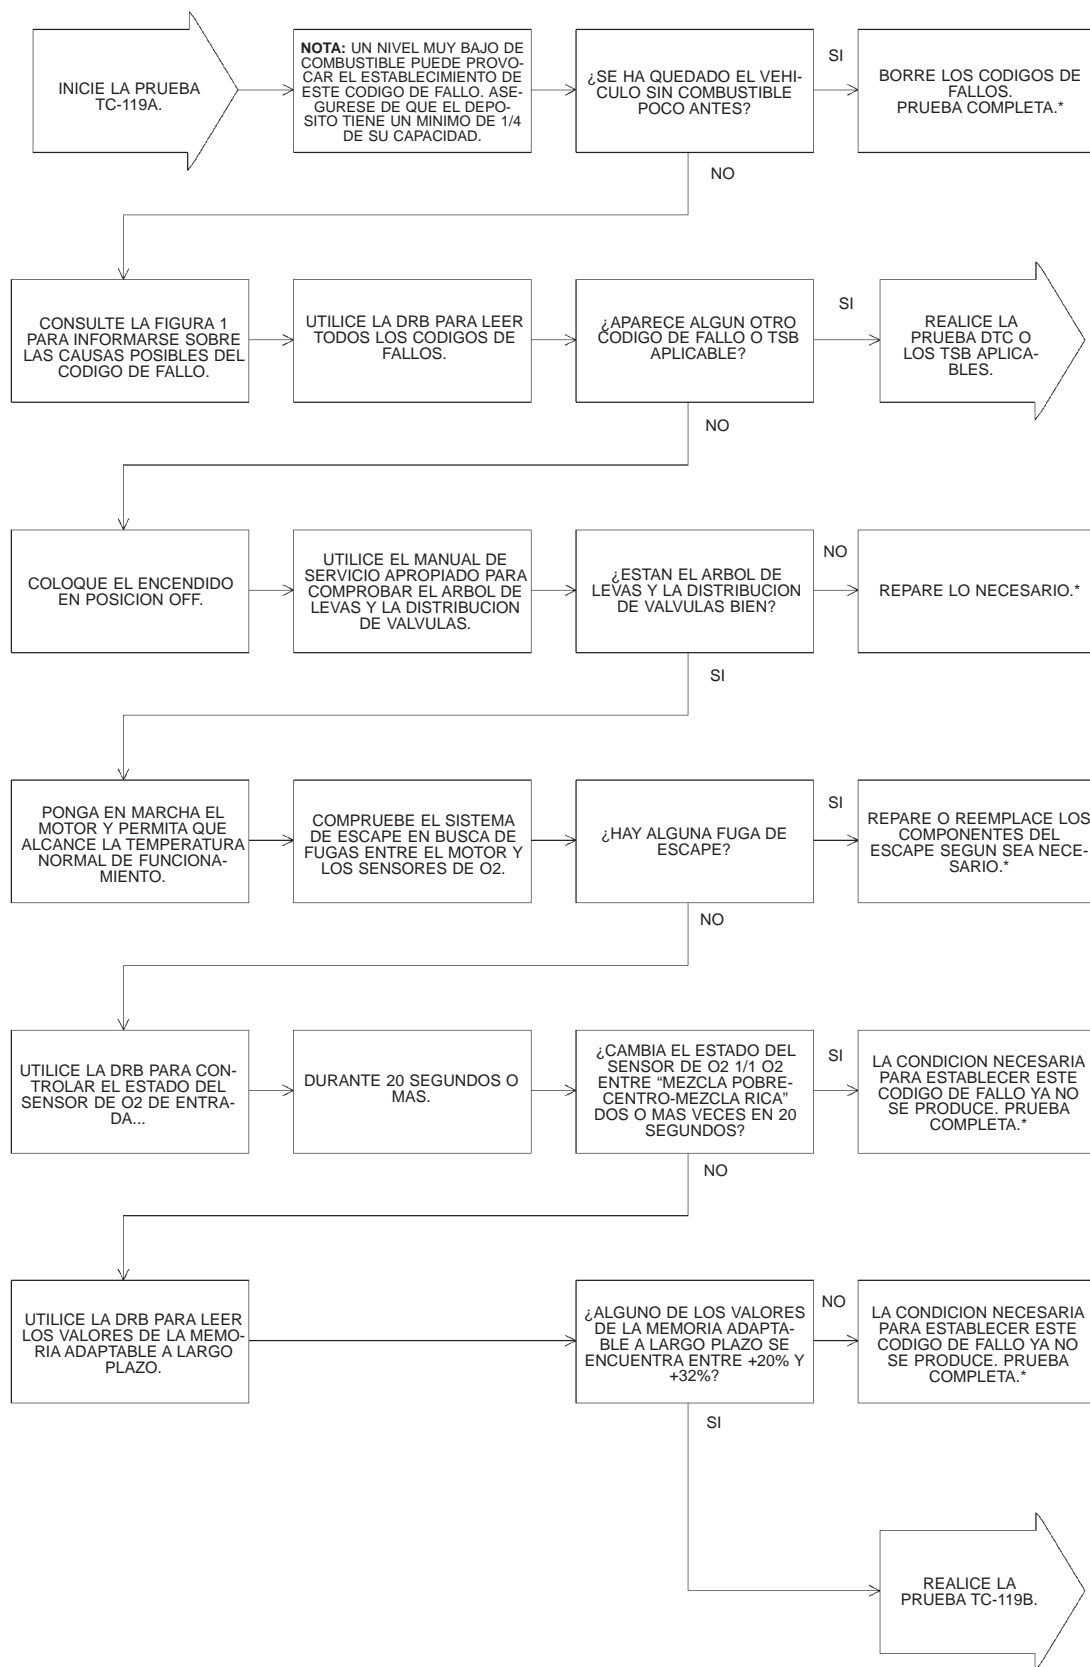 INICIE LA PRUEBA
TC-119A.
NOTA: UN NIVEL MUY BAJO DE
COMBUSTIBLE PUEDE PROVO-
CAR EL ESTABLECIMIENTO DE
ESTE CODIGO DE FALLO. ASE-
GURESE DE QUE EL DEPO-
SITO TIENE UN MINIMO DE 1/4
DE SU CAPACIDAD.
¿SE HA QUEDADO EL VEHI-
CULO SIN COMBUSTIBLE
POCO ANTES?
SI
BORRE LOS CODIGOS DE
FALLOS.
PRUEBA COMPLETA.*
NO
CONSULTE LA FIGURA 1
PARA INFORMARSE SOBRE
LAS CAUSAS POSIBLES DEL
CODIGO DE FALLO.
UTILICE LA DRB PARA LEER
TODOS LOS CODIGOS DE
FALLOS.
¿APARECE ALGUN OTRO
CODIGO DE FALLO O TSB
APLICABLE?
SI
REALICE LA
PRUEBA DTC O
LOS TSB APLICA-
BLES.
NO
COLOQUE EL ENCENDIDO
EN POSICION OFF.
UTILICE EL MANUAL DE
SERVICIO APROPIADO PARA
COMPROBAR EL ARBOL DE
LEVAS Y LA DISTRIBUCION
DE VALVULAS.
¿ESTAN EL ARBOL DE
LEVAS Y LA DISTRIBUCION
DE VALVULAS BIEN?
NO
REPARE LO NECESARIO.*
SI
PONGA EN MARCHA EL
MOTOR Y PERMITA QUE
ALCANCE LA TEMPERATURA
NORMAL DE FUNCIONA-
MIENTO.
COMPRUEBE EL SISTEMA
DE ESCAPE EN BUSCA DE
FUGAS ENTRE EL MOTOR Y
LOS SENSORES DE O2.
¿HAY ALGUNA FUGA DE
ESCAPE?
SI
REPARE O REEMPLACE LOS
COMPONENTES DEL
ESCAPE SEGUN SEA NECE-
SARIO.*
NO
UTILICE LA DRB PARA CON-
TROLAR EL ESTADO DEL
SENSOR DE O2 DE ENTRA-
DA...
DURANTE 20 SEGUNDOS O
MAS.
¿CAMBIA EL ESTADO DEL
SENSOR DE O2 1/1 O2
ENTRE “MEZCLA POBRE-
CENTRO-MEZCLA RICA”
DOS O MAS VECES EN 20
SEGUNDOS?
SI
LA CONDICION NECESARIA
PARA ESTABLECER ESTE
CODIGO DE FALLO YA NO
SE PRODUCE. PRUEBA
COMPLETA.*
NO
UTILICE LA DRB PARA LEER
LOS VALORES DE LA MEMO-
RIA ADAPTABLE A LARGO
PLAZO.
¿ALGUNO DE LOS VALORES
DE LA MEMORIA ADAPTA-
BLE A LARGO PLAZO SE
ENCUENTRA ENTRE +20% Y
+32%?
NO
LA CONDICION NECESARIA
PARA ESTABLECER ESTE
CODIGO DE FALLO YA NO
SE PRODUCE. PRUEBA
COMPLETA.*
SI
REALICE LA
PRUEBA TC-119B.